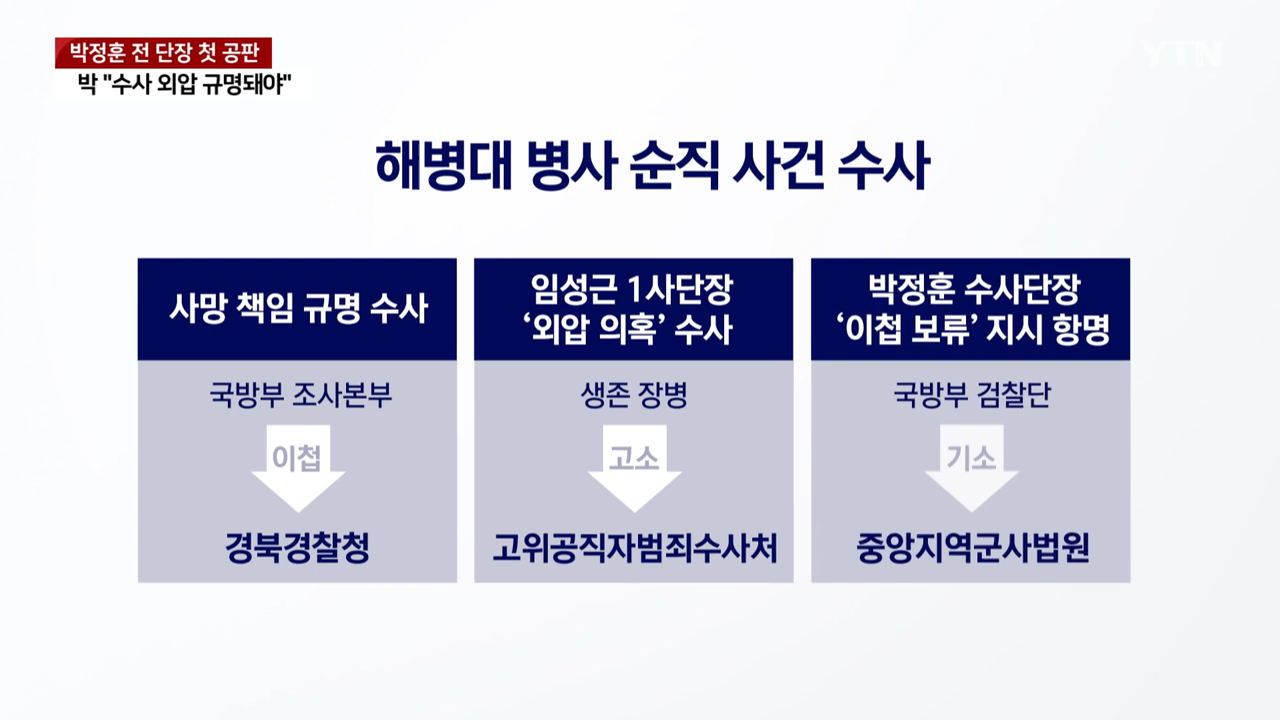 박정훈 전 단장 첫 공판
박 "수사 외압 규명돼야"
YTN
해병대 병사 순직 사건 수사
사망 책임 규명 수사
국방부 조사본부
이첩
경북경찰청
임성근 1사단장
‘외압 의혹’ 수사
생존 장병
고소
고위공직자범죄수사처
박정훈 수사단장
‘이첩 보류’ 지시 항명
국방부 검찰단
기소
중앙지역군사법원